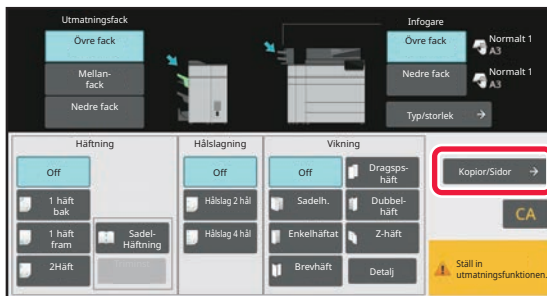 Utmatningsfack
Övre fack
Mellan-
fack
Nedre fack
Infogare
Övre fack
Normalt 1
A3
Nedre fack
Normalt 1
A3
Typ/storlek
Häftning
Off
1 häft
bak
1 häft
fram
2Häft
Sadel-
Häftning
Hålslagning
Off
Hålslag 2 hål
Hålslag 4 hål
Vikning
Off
Dragsps-
häft
Sadelh.
Dubbel-
häft
Enkelhäftat
Z-häft
Brevhäft
Detalj
Kopior/Sidor
CA
Ställ in
utmatningsfunktionen.